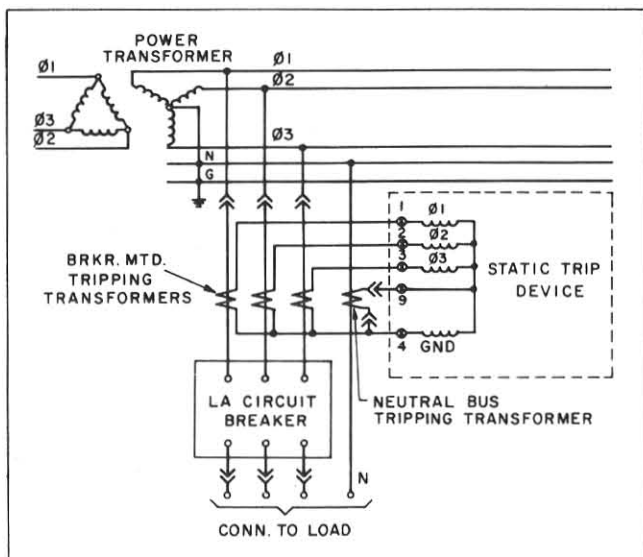 POWER
TRANSFORMER
Ø1
Ø3
Ø2
Ø1
Ø2
Ø3
N
G
1
2
3
9
4
Ø1
Ø2
Ø3
GND
STATIC TRIP
DEVICE
BRKR. MTD.
TRIPPING
TRANSFORMERS
LA CIRCUIT
BREAKER
NEUTRAL BUS
TRIPPING TRANSFORMER
N
CONN. TO LOAD